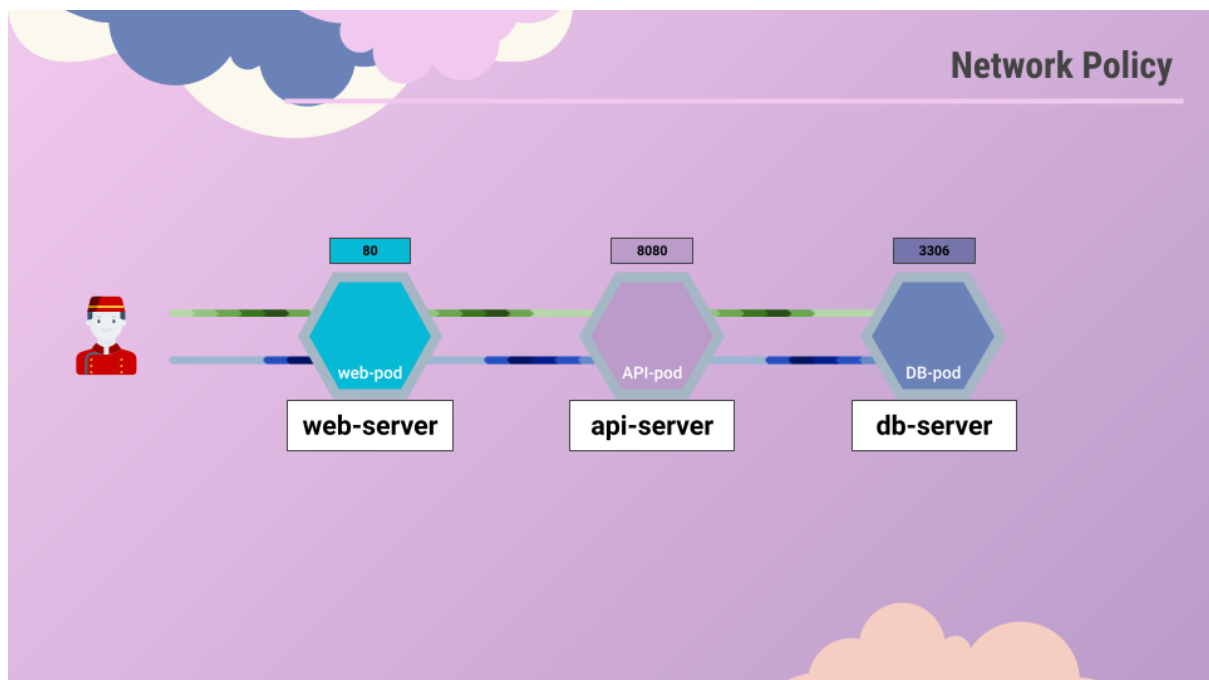 Network Policy
80
8080
3306
web-pod
API-pod
DB-pod
web-server
api-server
db-server